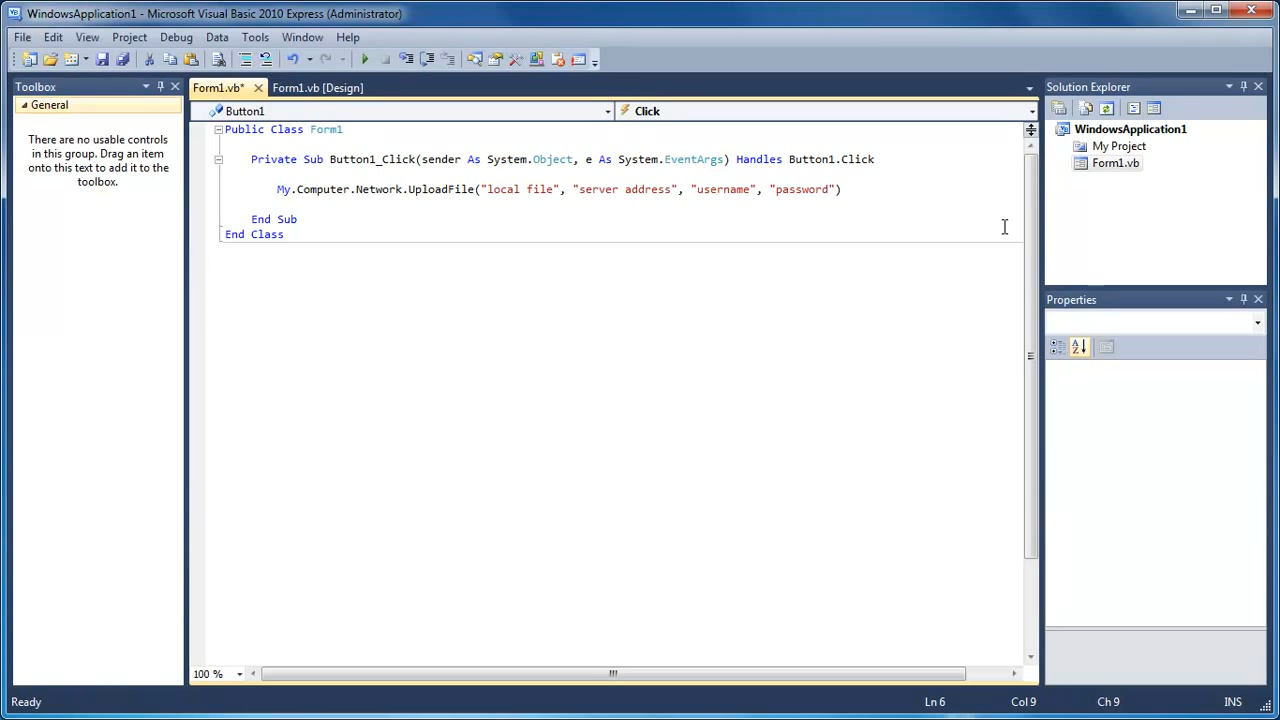 WindowsApplication1 - Microsoft Visual Basic 2010 Express (Administrator)
File Edit View Project Debug Data Tools Window Help
Toolbox
General
There are no usable controls
in this group. Drag an item
onto this text to add it to the
toolbox.
Form1.vb* Form1.vb [Design]
Button1 Click
Public Class Form1
Private Sub Button1_Click(sender As System.Object, e As System.EventArgs) Handles Button1.Click
My.Computer.Network.UploadFile("local file", "server address", "username", "password")
End Sub
End Class
100 %
Solution Explorer
WindowsApplication1
My Project
Form1.vb
Properties
Ready Ln 6 Col 9 Ch 9 INS